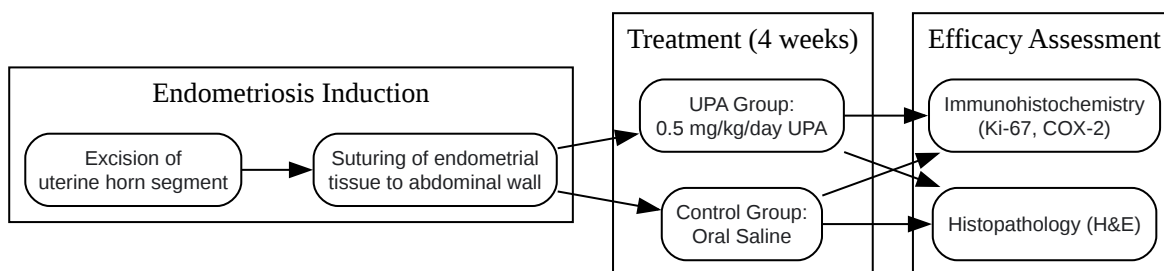 Endometriosis Induction
Excision of
uterine horn segment
Suturing of endometrial
tissue to abdominal wall
Treatment (4 weeks)
UPA Group:
0.5 mg/kg/day UPA
Control Group:
Oral Saline
Efficacy Assessment
Immunohistochemistry
(Ki-67, COX-2)
Histopathology (H&E)